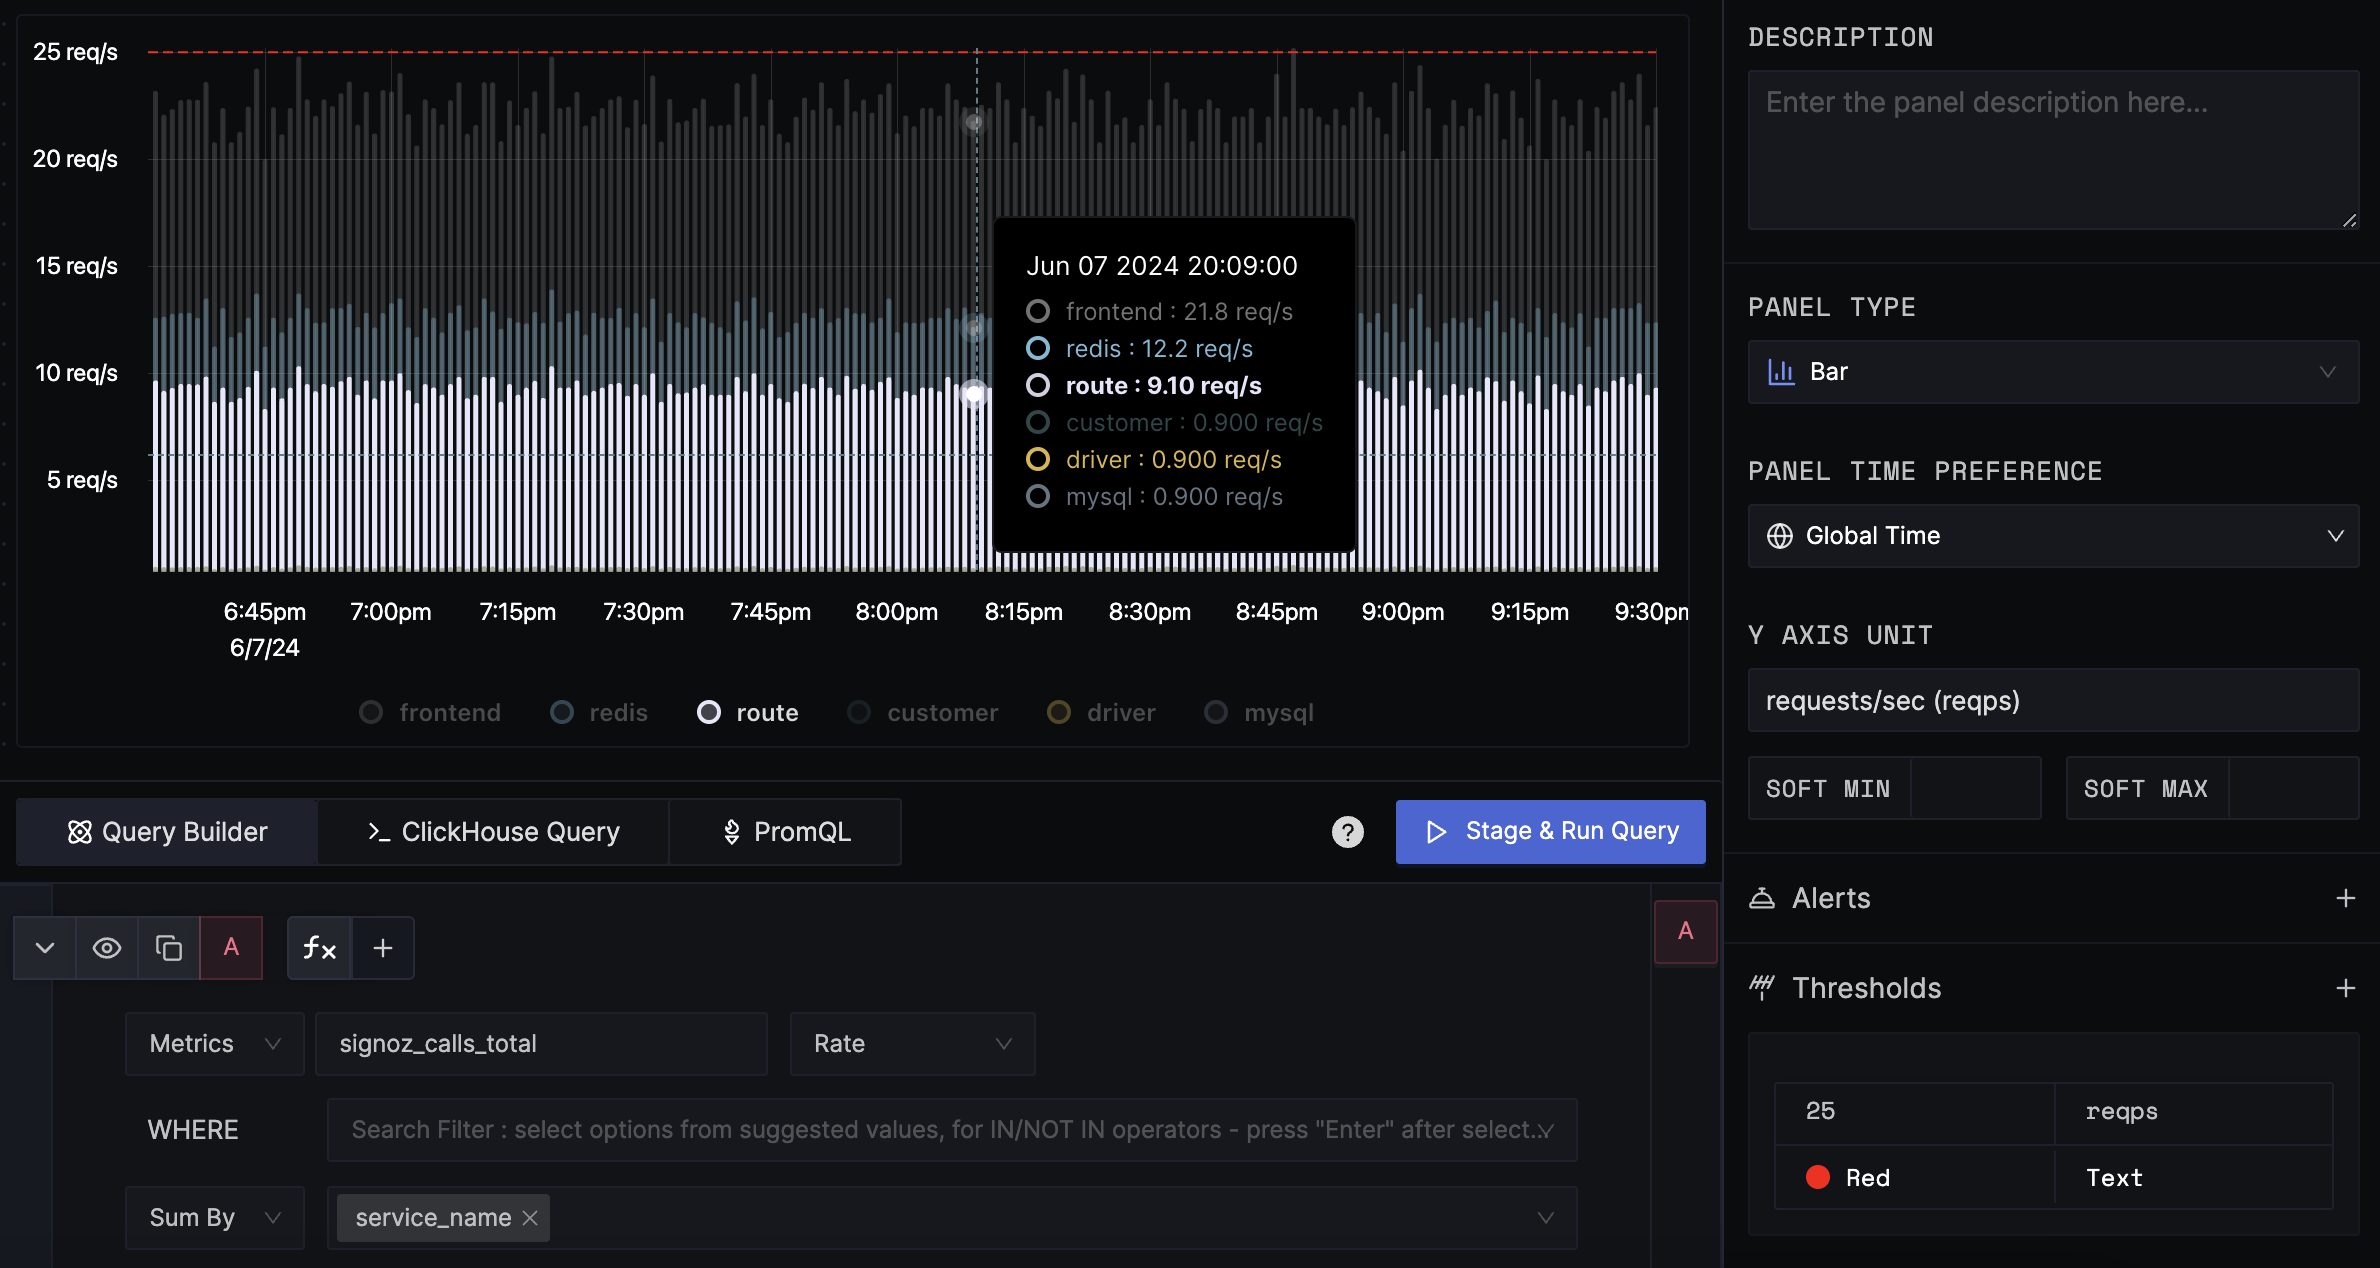 25 req/s
20 req/s
15 req/s
10 req/s
5 req/s
Jun 07 2024 20:09:00
frontend : 21.8 req/s
redis : 12.2 req/s
route : 9.10 req/s
customer : 0.900 req/s
driver : 0.900 req/s
mysql : 0.900 req/s
6:45pm 7:00pm 7:15pm 7:30pm 7:45pm 8:00pm 8:15pm 8:30pm 8:45pm 9:00pm 9:15pm 9:30pm
6/7/24
frontend redis route customer driver mysql
Query Builder ClickHouse Query PromQL ? Stage & Run Query
A fx + A
Metrics signoz_calls_total Rate
WHERE Search Filter : select options from suggested values, for IN/NOT IN operators - press "Enter" after select...
Sum By service_name
DESCRIPTION
Enter the panel description here...
PANEL TYPE
Bar
PANEL TIME PREFERENCE
Global Time
Y AXIS UNIT
requests/sec (reqps)
SOFT MIN SOFT MAX
Alerts +
Thresholds +
25 reqps
Red Text